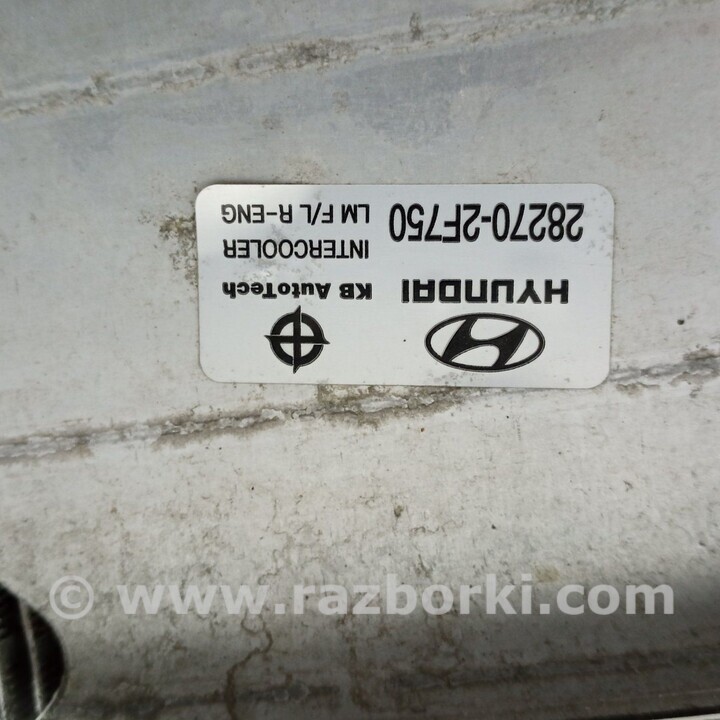 HYUNDAI
KB AutoTech
28270-2F750
INTERCOOLER
LM F/L R-ENG
© www.razborki.com